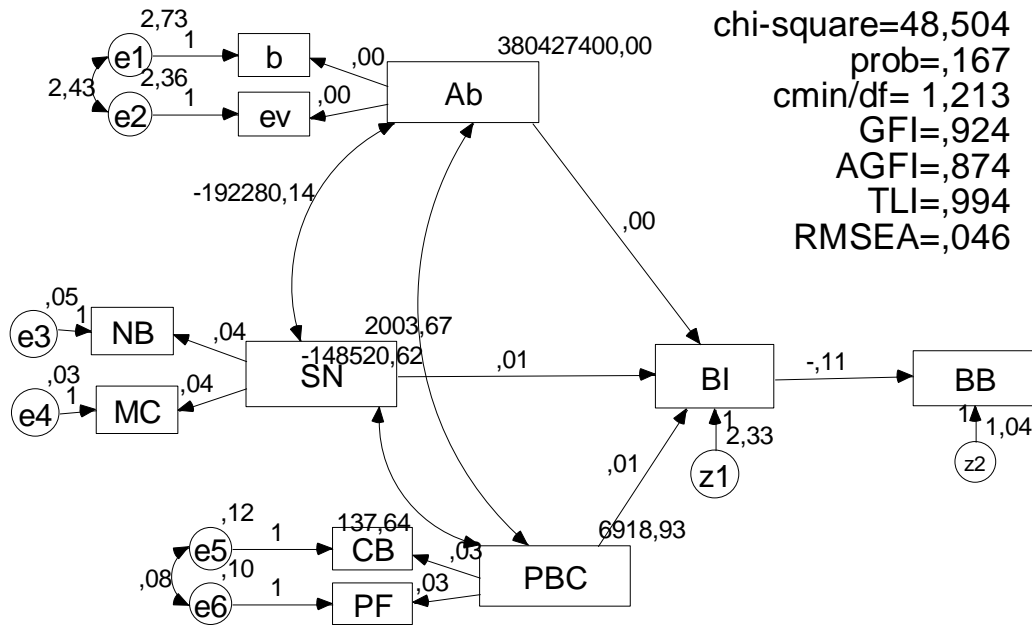 chi-square=48,504
prob=,167
cmin/df= 1,213
GFI=,924
AGFI=,874
TLI=,994
RMSEA=,046
2,73
e1
1
b
,00
380427400,00
Ab
2,43
2,36
e2
1
ev
,00
-192280,14
,00
,05
e3
1
NB
,04
2003,67
-148520,62
SN
,01
BI
-,11
BB
,03
e4
1
MC
,04
1
2,33
z1
1
1,04
z2
,01
,12
e5
1
137,64
CB
,03
6918,93
PBC
,08
,10
e6
1
PF
,03